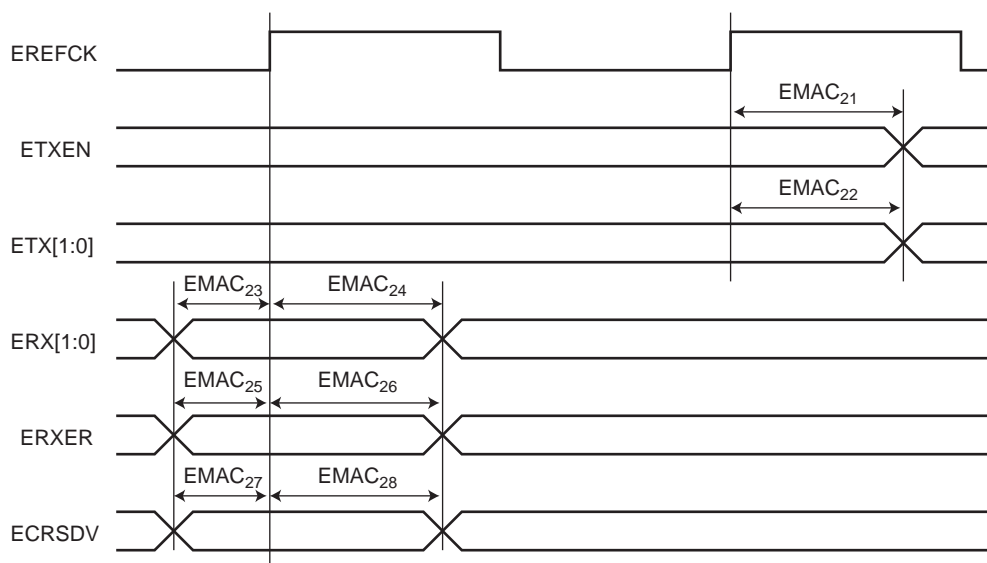 EREFCK
EMAC21
ETXEN
EMAC22
ETX[1:0]
EMAC23 EMAC24
ERX[1:0]
EMAC25 EMAC26
ERXER
EMAC27 EMAC28
ECRSDV